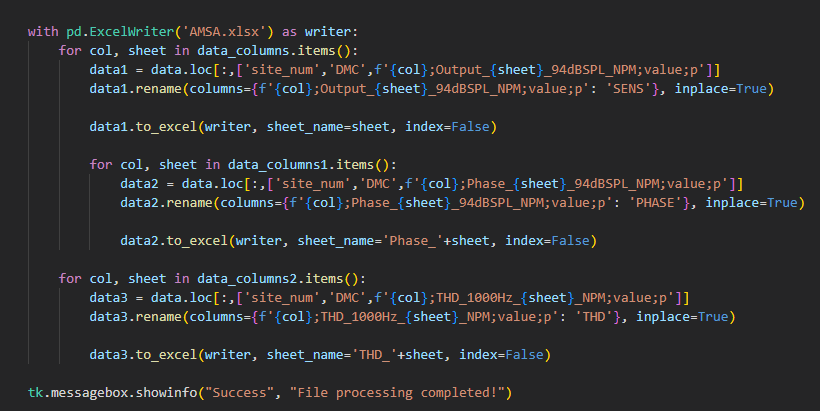 with pd.ExcelWriter('AMSA.xlsx') as writer:
    for col, sheet in data_columns.items():
        data1 = data.loc[:,['site_num','DMC',f'{col};Output_{sheet}_94dBSPL_NPM;value;p']]
        data1.rename(columns={f'{col};Output_{sheet}_94dBSPL_NPM;value;p': 'SENS'}, inplace=True)
        data1.to_excel(writer, sheet_name=sheet, index=False)
        for col, sheet in data_columns1.items():
            data2 = data.loc[:,['site_num','DMC',f'{col};Phase_{sheet}_94dBSPL_NPM;value;p']]
            data2.rename(columns={f'{col};Phase_{sheet}_94dBSPL_NPM;value;p': 'PHASE'}, inplace=True)
            data2.to_excel(writer, sheet_name='Phase_'+sheet, index=False)
    for col, sheet in data_columns2.items():
        data3 = data.loc[:,['site_num','DMC',f'{col};THD_1000Hz_{sheet}_NPM;value;p']]
        data3.rename(columns={f'{col};THD_1000Hz_{sheet}_NPM;value;p': 'THD'}, inplace=True)
        data3.to_excel(writer, sheet_name='THD_'+sheet, index=False)
tk.messagebox.showinfo("Success", "File processing completed!")